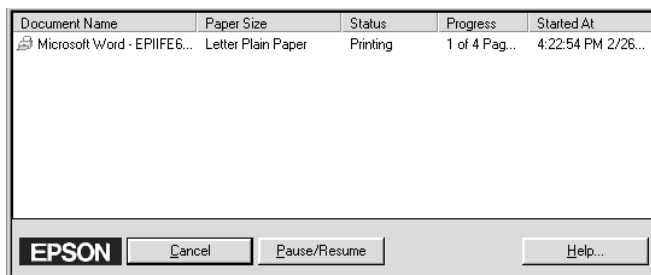 Document Name Paper Size Status Progress Started At
Microsoft Word - EPIIFE6... Letter Plain Paper Printing 1 of 4 Pag... 4:22:54 PM 2/26...
EPSON Cancel Pause/Resume Help...